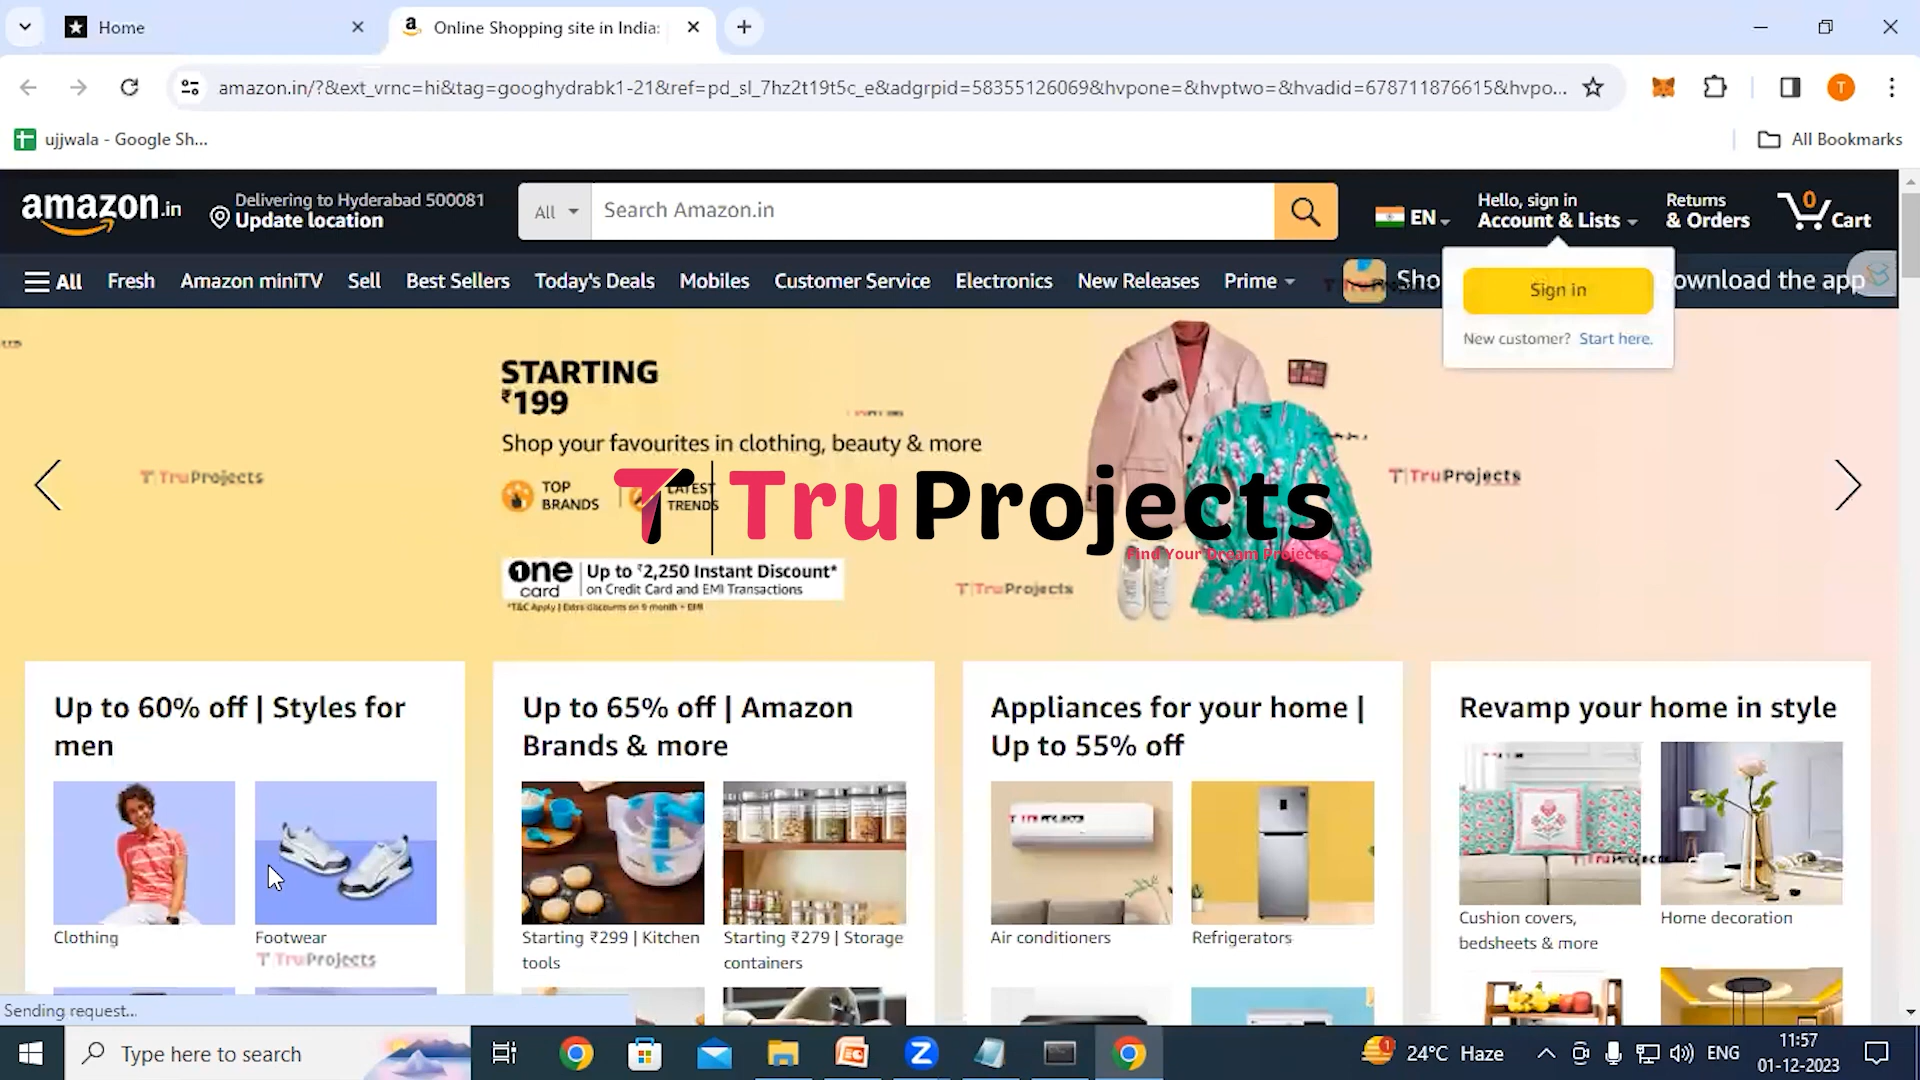 Home
Online Shopping site in India:
amazon.in/?&ext_vrnc=hi&tag=googhydrabk1-21&ref=pd_sl_7hz2t19t5c_e&adgrpid=58355126069&hvpone=&hvptwo=&hvadid=678711876615&hvpo...
T
ujjwala - Google Sh...
All Bookmarks
amazon.in
Delivering to Hyderabad 500081
Update location
All
Search Amazon.in
EN
Hello, sign in
Account & Lists
Returns
& Orders
0
Cart
All
Fresh
Amazon miniTV
Sell
Best Sellers
Today's Deals
Mobiles
Customer Service
Electronics
New Releases
Prime
Sho
ownload the app
Sign in
New customer? Start here.
STARTING
₹199
Shop your favourites in clothing, beauty & more
TOP
BRANDS
LATEST
TRENDS
TruProjects
Find Your Dream Projects
TruProjects
TruProjects
TruProjects
one
card
Up to ₹2,250 Instant Discount*
on Credit Card and EMI Transactions
Up to 60% off | Styles for
men
Clothing
Footwear
TruProjects
Up to 65% off | Amazon
Brands & more
Starting ₹299 | Kitchen
tools
Starting ₹279 | Storage
containers
Appliances for your home |
Up to 55% off
Air conditioners
Refrigerators
Revamp your home in style
TruProjects
Cushion covers,
bedsheets & more
Home decoration
Sending request...
Type here to search
1
24°C Haze
ENG
11:57
01-12-2023